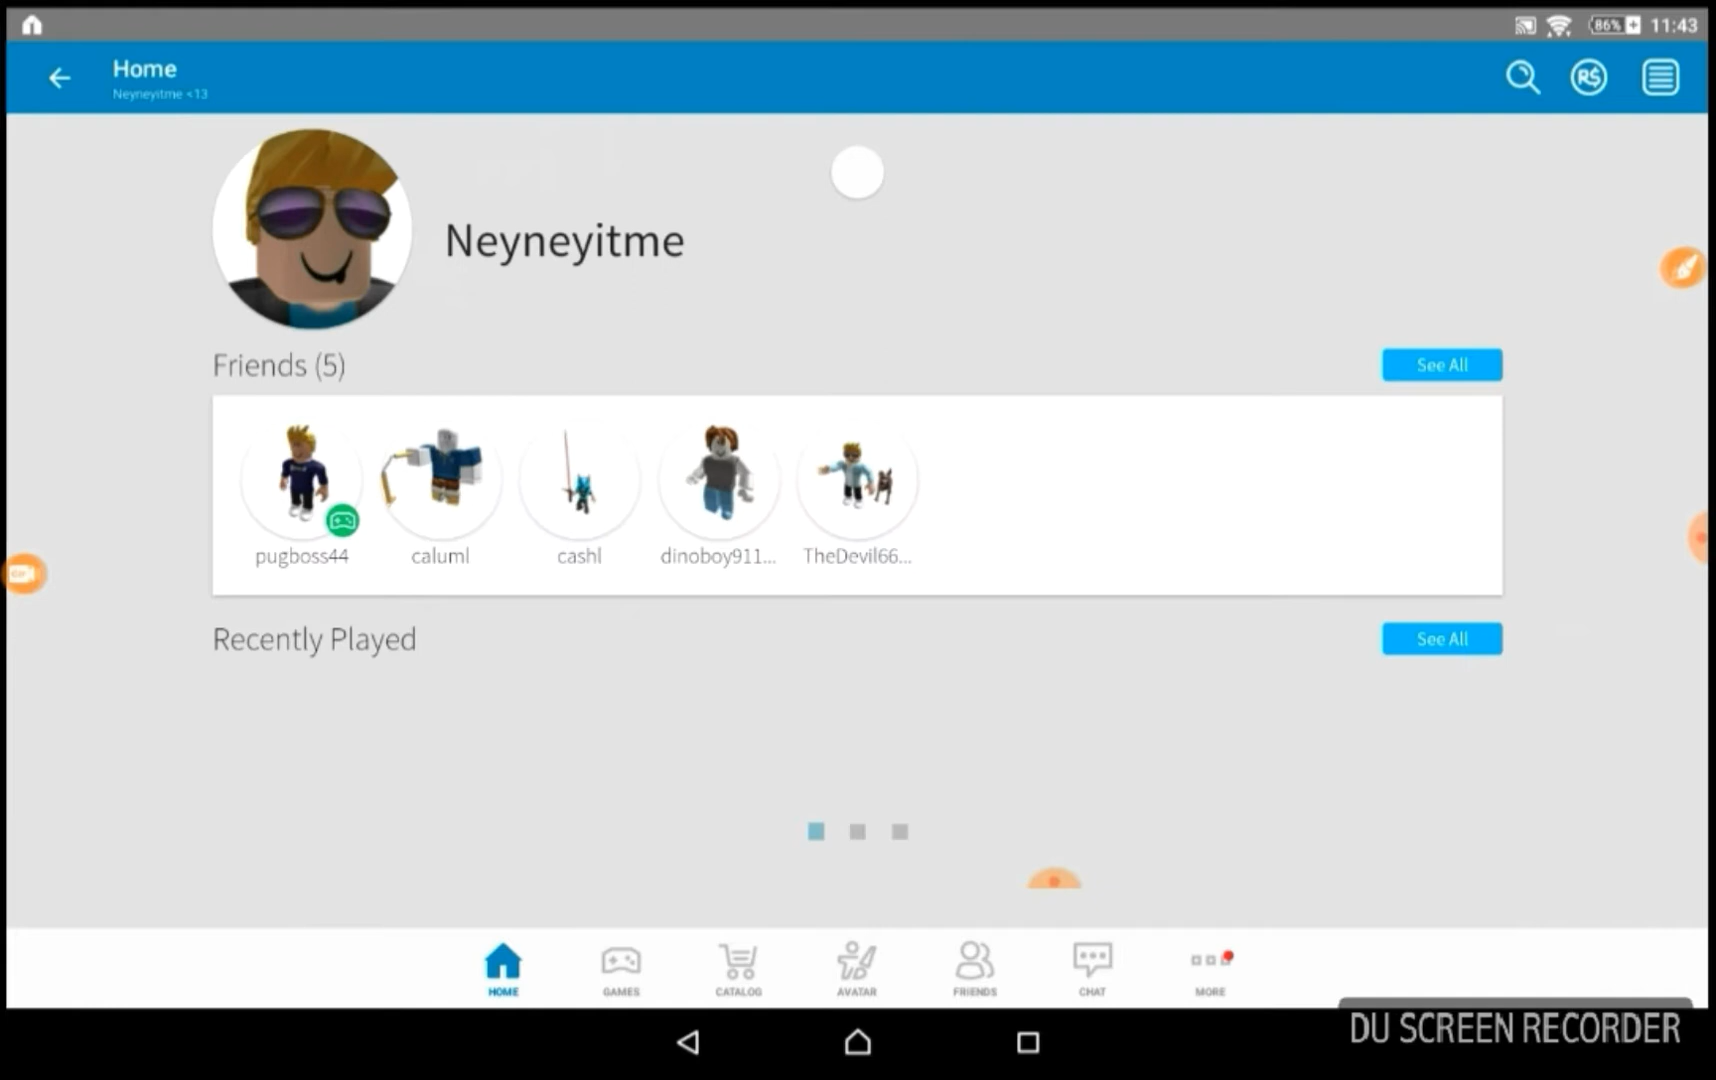 86% 11:43
Home
Neyneyitme <13
R$
Neyneyitme
Friends (5)
See All
pugboss44 caluml cashl dinoboy911... TheDevil66...
Recently Played
See All
HOME GAMES CATALOG AVATAR FRIENDS CHAT MORE
DU SCREEN RECORDER